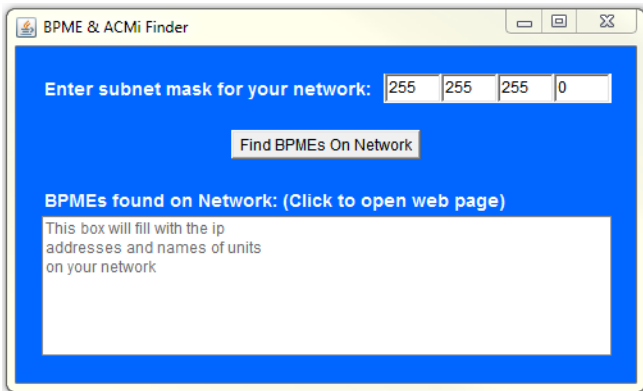 BPME & ACMi Finder
Enter subnet mask for your network: 255 255 255 0
Find BPMEs On Network
BPMEs found on Network: (Click to open web page)
This box will fill with the ip
addresses and names of units
on your network